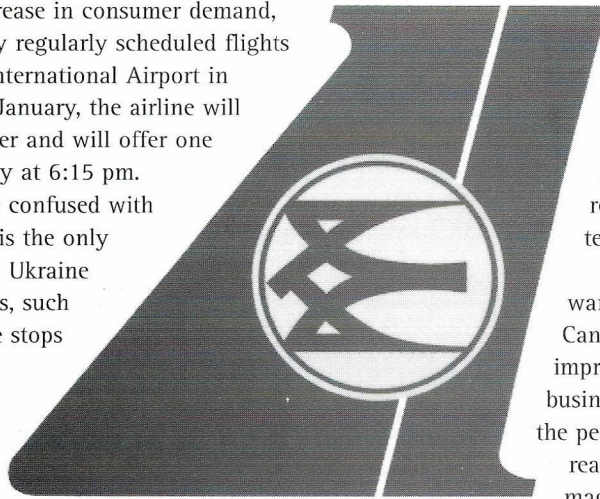 rease in consumer demand,
y regularly scheduled flights
nternational Airport in
January, the airline will
er and will offer one
y at 6:15 pm.
confused with
is the only
Ukraine
s, such
e stops
r
te
wa
Can
impr
busin
the pe
rea
mag